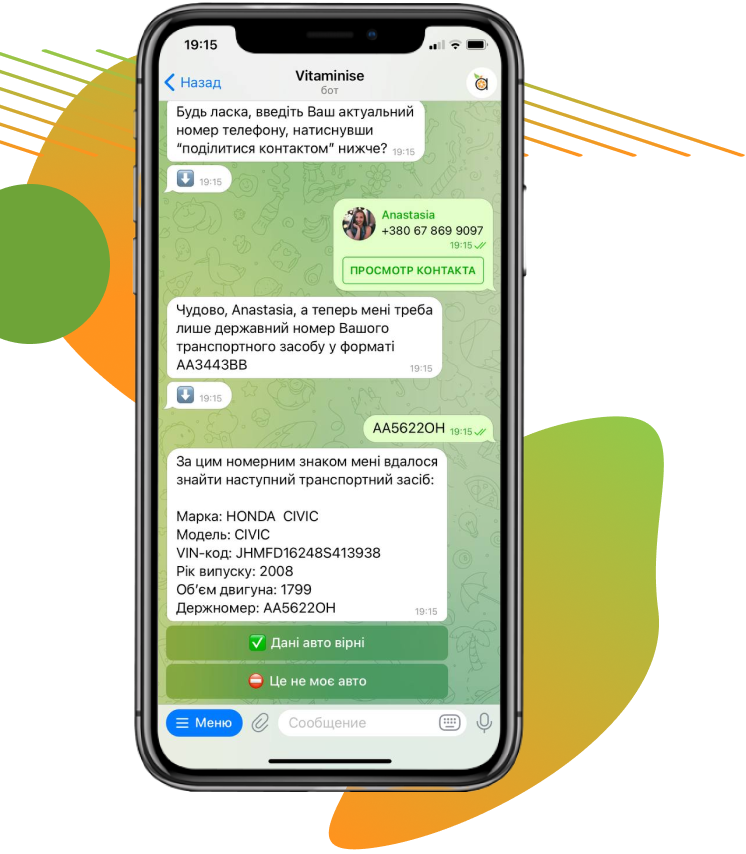 19:15
Назад
Vitaminise
бот
Будь ласка, введіть Ваш актуальний
номер телефону, натиснувши
“поділитися контактом” нижче? 19:15
19:15
Anastasia
+380 67 869 9097
19:15
ПРОСМОТР КОНТАКТА
Чудово, Anastasia, а теперь мені треба
лише державний номер Вашого
транспортного засобу у форматі
АА3443ВВ 19:15
19:15
АА5622ОН 19:15
За цим номерним знаком мені вдалося
знайти наступний транспортний засіб:
Марка: HONDA CIVIC
Модель: CIVIC
VIN-код: JHMFD16248S413938
Рік випуску: 2008
Об’єм двигуна: 1799
Держномер: АА5622ОН 19:15
Дані авто вірні
Це не моє авто
Меню
Сообщение